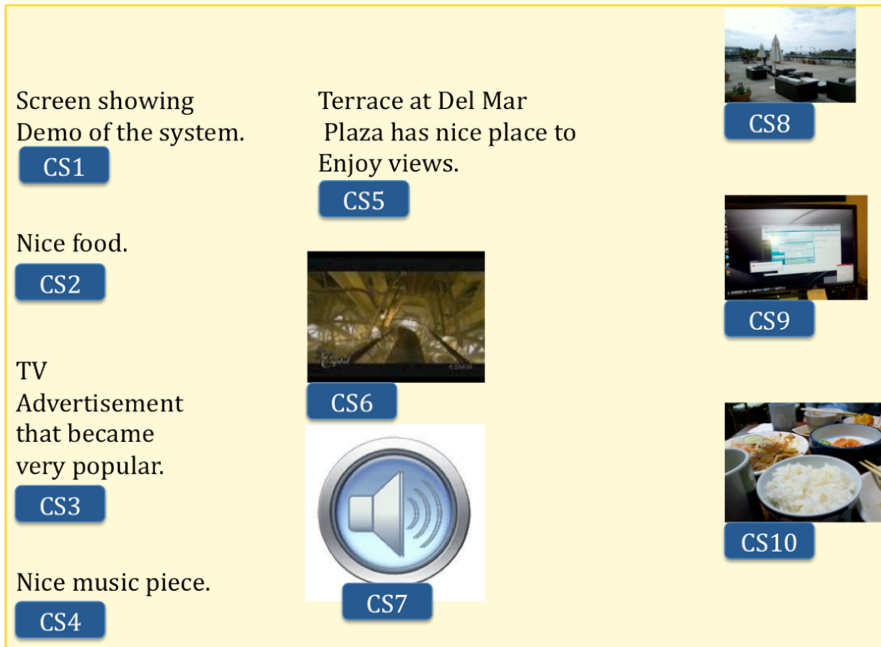 Screen showing
Demo of the system.
CS1
Nice food.
CS2
TV
Advertisement
that became
very popular.
CS3
Nice music piece.
CS4
Terrace at Del Mar
Plaza has nice place to
Enjoy views.
CS5
CS6
CS7
CS8
CS9
CS10